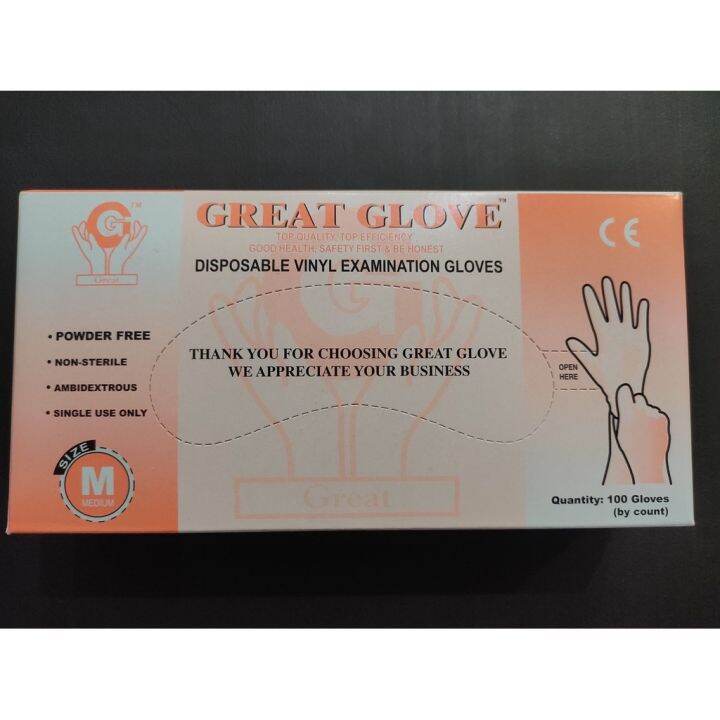 G ™
Great
GREAT GLOVE™
TOP QUALITY, TOP EFFICIENCY
GOOD HEALTH, SAFETY FIRST & BE HONEST
DISPOSABLE VINYL EXAMINATION GLOVES
CE
• POWDER FREE
• NON-STERILE
• AMBIDEXTROUS
• SINGLE USE ONLY
THANK YOU FOR CHOOSING GREAT GLOVE
WE APPRECIATE YOUR BUSINESS
OPEN
HERE
SIZE
M
MEDIUM
G
Great
Quantity: 100 Gloves
(by count)